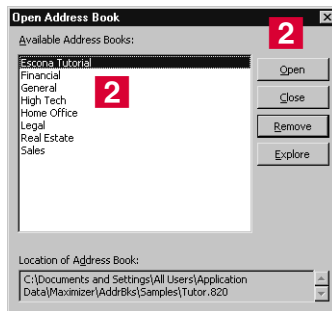 Open Address Book
2
Available Address Books:
Escona Tutorial
Financial
General
High Tech
Home Office
Legal
Real Estate
Sales
2
Open
Close
Remove
Explore
Location of Address Book:
C:\Documents and Settings\All Users\Application
Data\Maximizer\AddrBks\Samples\Tutor.820